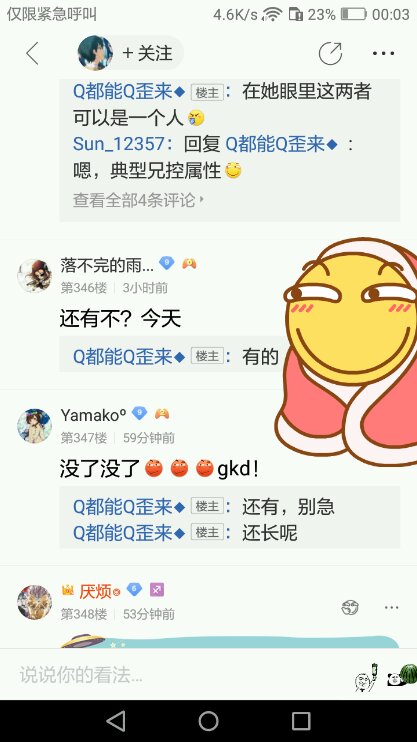 仅限紧急呼叫 4.6K/s 23% 00:03
+ 关注
Q都能Q歪来◆ 楼主：在她眼里这两者
可以是一个人
Sun_12357：回复 Q都能Q歪来◆ ：
嗯，典型兄控属性
查看全部4条评论
落不完的雨... 9
第346楼 3小时前
还有不？今天
Q都能Q歪来◆ 楼主：有的
Yamakoº 9
第347楼 59分钟前
没了没了gkd！
Q都能Q歪来◆ 楼主：还有，别急
Q都能Q歪来◆ 楼主：还长呢
厌烦 6
第348楼 53分钟前
说说你的看法...